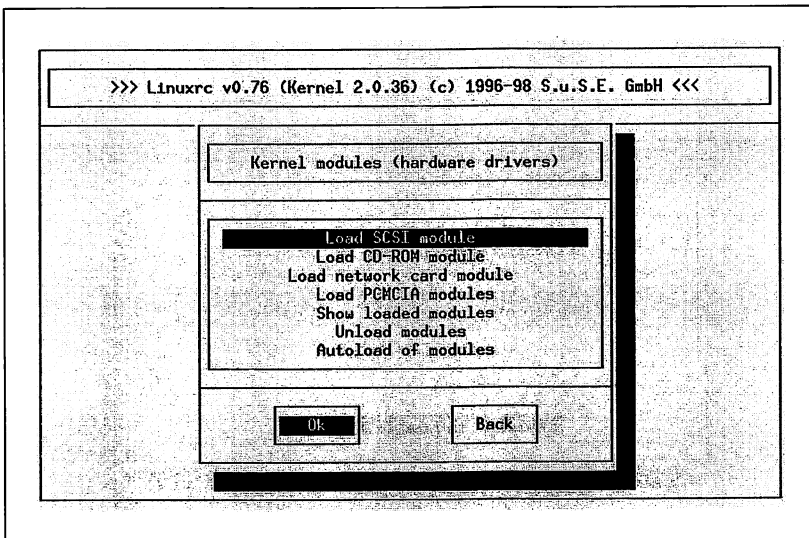 >>> Linuxrc v0.76 (Kernel 2.0.36) (c) 1996-98 S.u.S.E. GmbH <<<
Kernel modules (hardware drivers)
Load SCSI module
Load CD-ROM module
Load network card module
Load PCMCIA modules
Show loaded modules
Unload modules
Autoload of modules
Ok Back